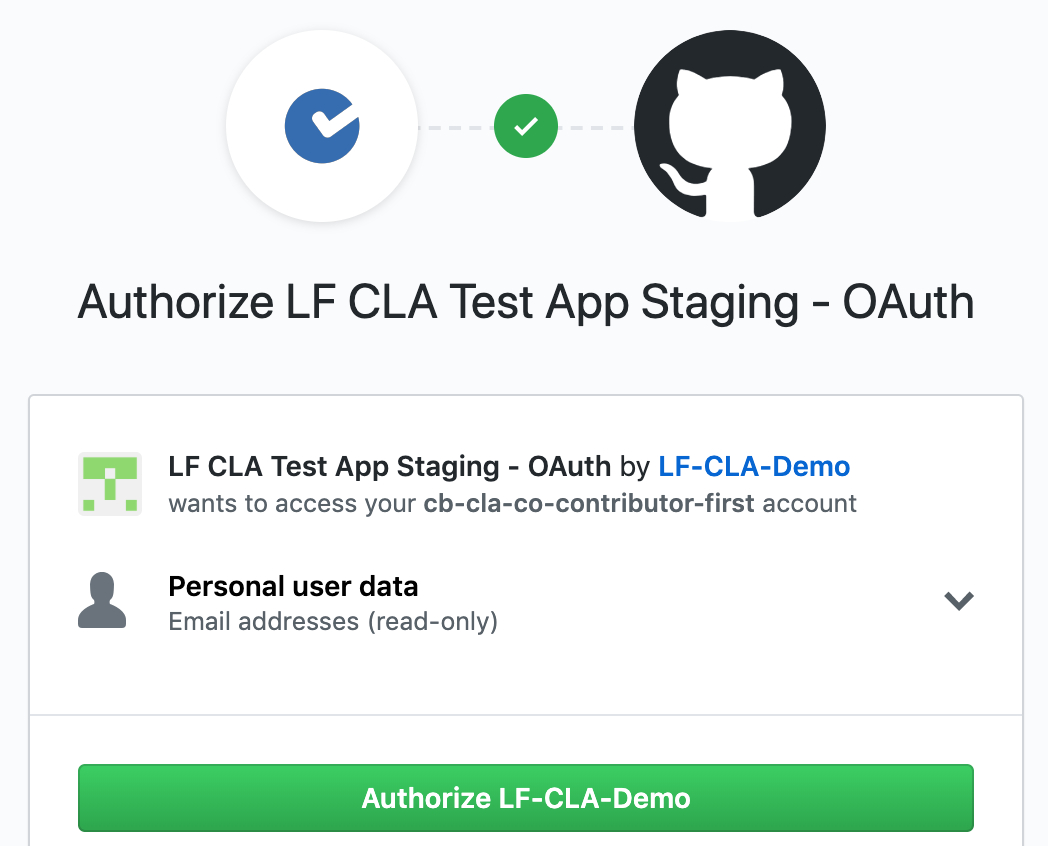 Authorize LF CLA Test App Staging - OAuth
LF CLA Test App Staging - OAuth by LF-CLA-Demo
wants to access your cb-cla-co-contributor-first account
Personal user data
Email addresses (read-only)
Authorize LF-CLA-Demo